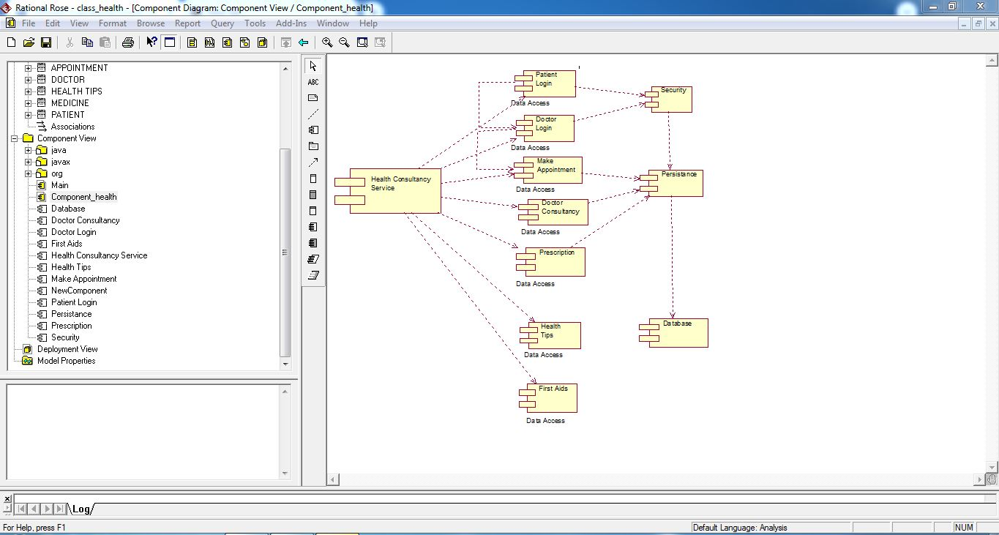 Rational Rose - class_health - [Component Diagram: Component View / Component_health]
File Edit View Format Browse Report Query Tools Add-Ins Window Help
APPOINTMENT
DOCTOR
HEALTH TIPS
MEDICINE
PATIENT
Associations
Component View
java
javax
org
Main
Component_health
Database
Doctor Consultancy
Doctor Login
First Aids
Health Consultancy Service
Health Tips
Make Appointment
NewComponent
Patient Login
Persistance
Prescription
Security
Deployment View
Model Properties
ABC
Patient
Login
Data Access
Security
Doctor
Login
Data Access
Make
Appointment
Data Access
Persistance
Health Consultancy
Service
Doctor
Consultancy
Data Access
Prescription
Data Access
Health
Tips
Data Access
Database
First Aids
Data Access
Log
For Help, press F1
Default Language: Analysis
NUM